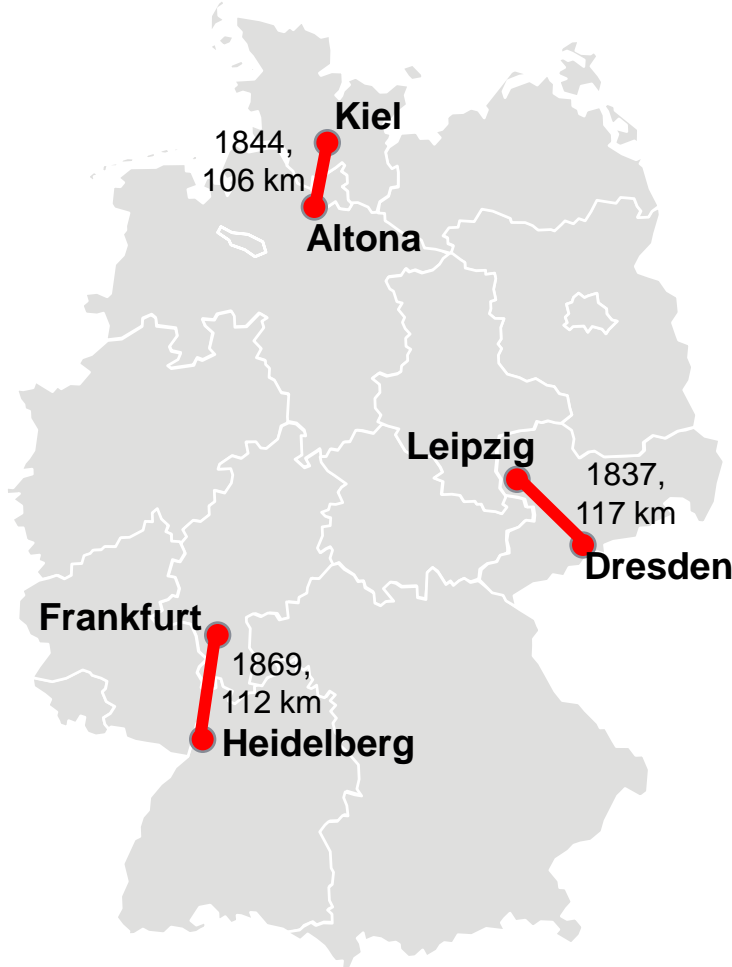 Kiel
1844,
106 km
Altona
Leipzig
1837,
117 km
Dresden
Frankfurt
1869,
112 km
Heidelberg